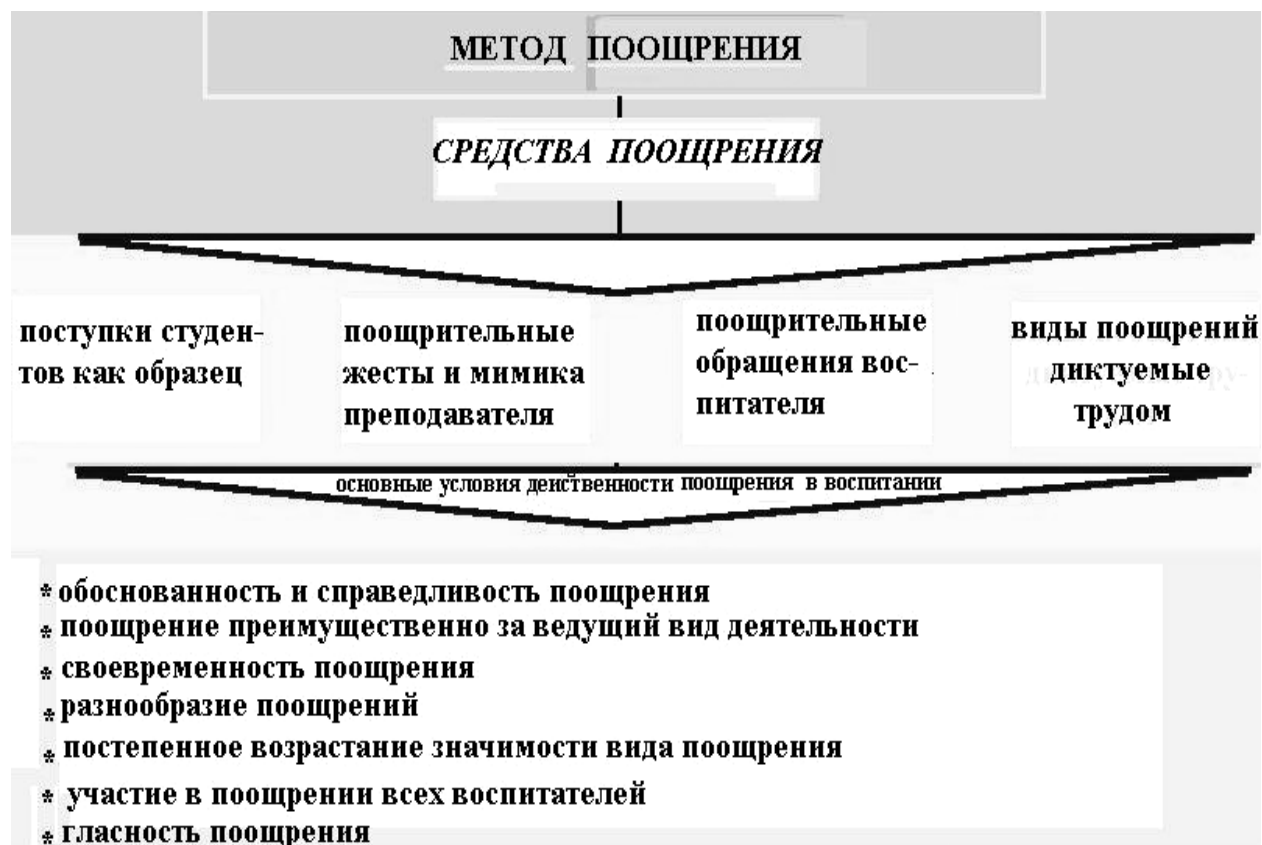 МЕТОД ПООЩРЕНИЯ
СРЕДСТВА ПООЩРЕНИЯ
поступки студен-
тов как образец
поощрительные
жесты и мимика
преподавателя
поощрительные
обращения вос-
питателя
виды поощрений
диктуемые
трудом
основные условия действенности поощрения в воспитании
* обоснованность и справедливость поощрения
* поощрение преимущественно за ведущий вид деятельности
* своевременность поощрения
* разнообразие поощрений
* постепенное возрастание значимости вида поощрения
* участие в поощрении всех воспитателей
* гласность поощрения